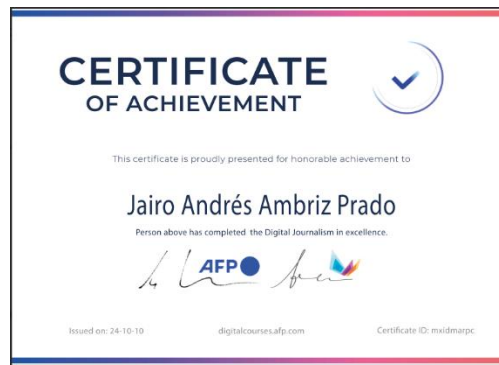 CERTIFICATE
OF ACHIEVEMENT
This certificate is proudly presented for honorable achievement to
Jairo Andrés Ambriz Prado
Person above has completed the Digital Journalism in excellence.
AFP
Issued on: 24-10-10
digitalcourses.afp.com
Certificate ID: mxidmarpc